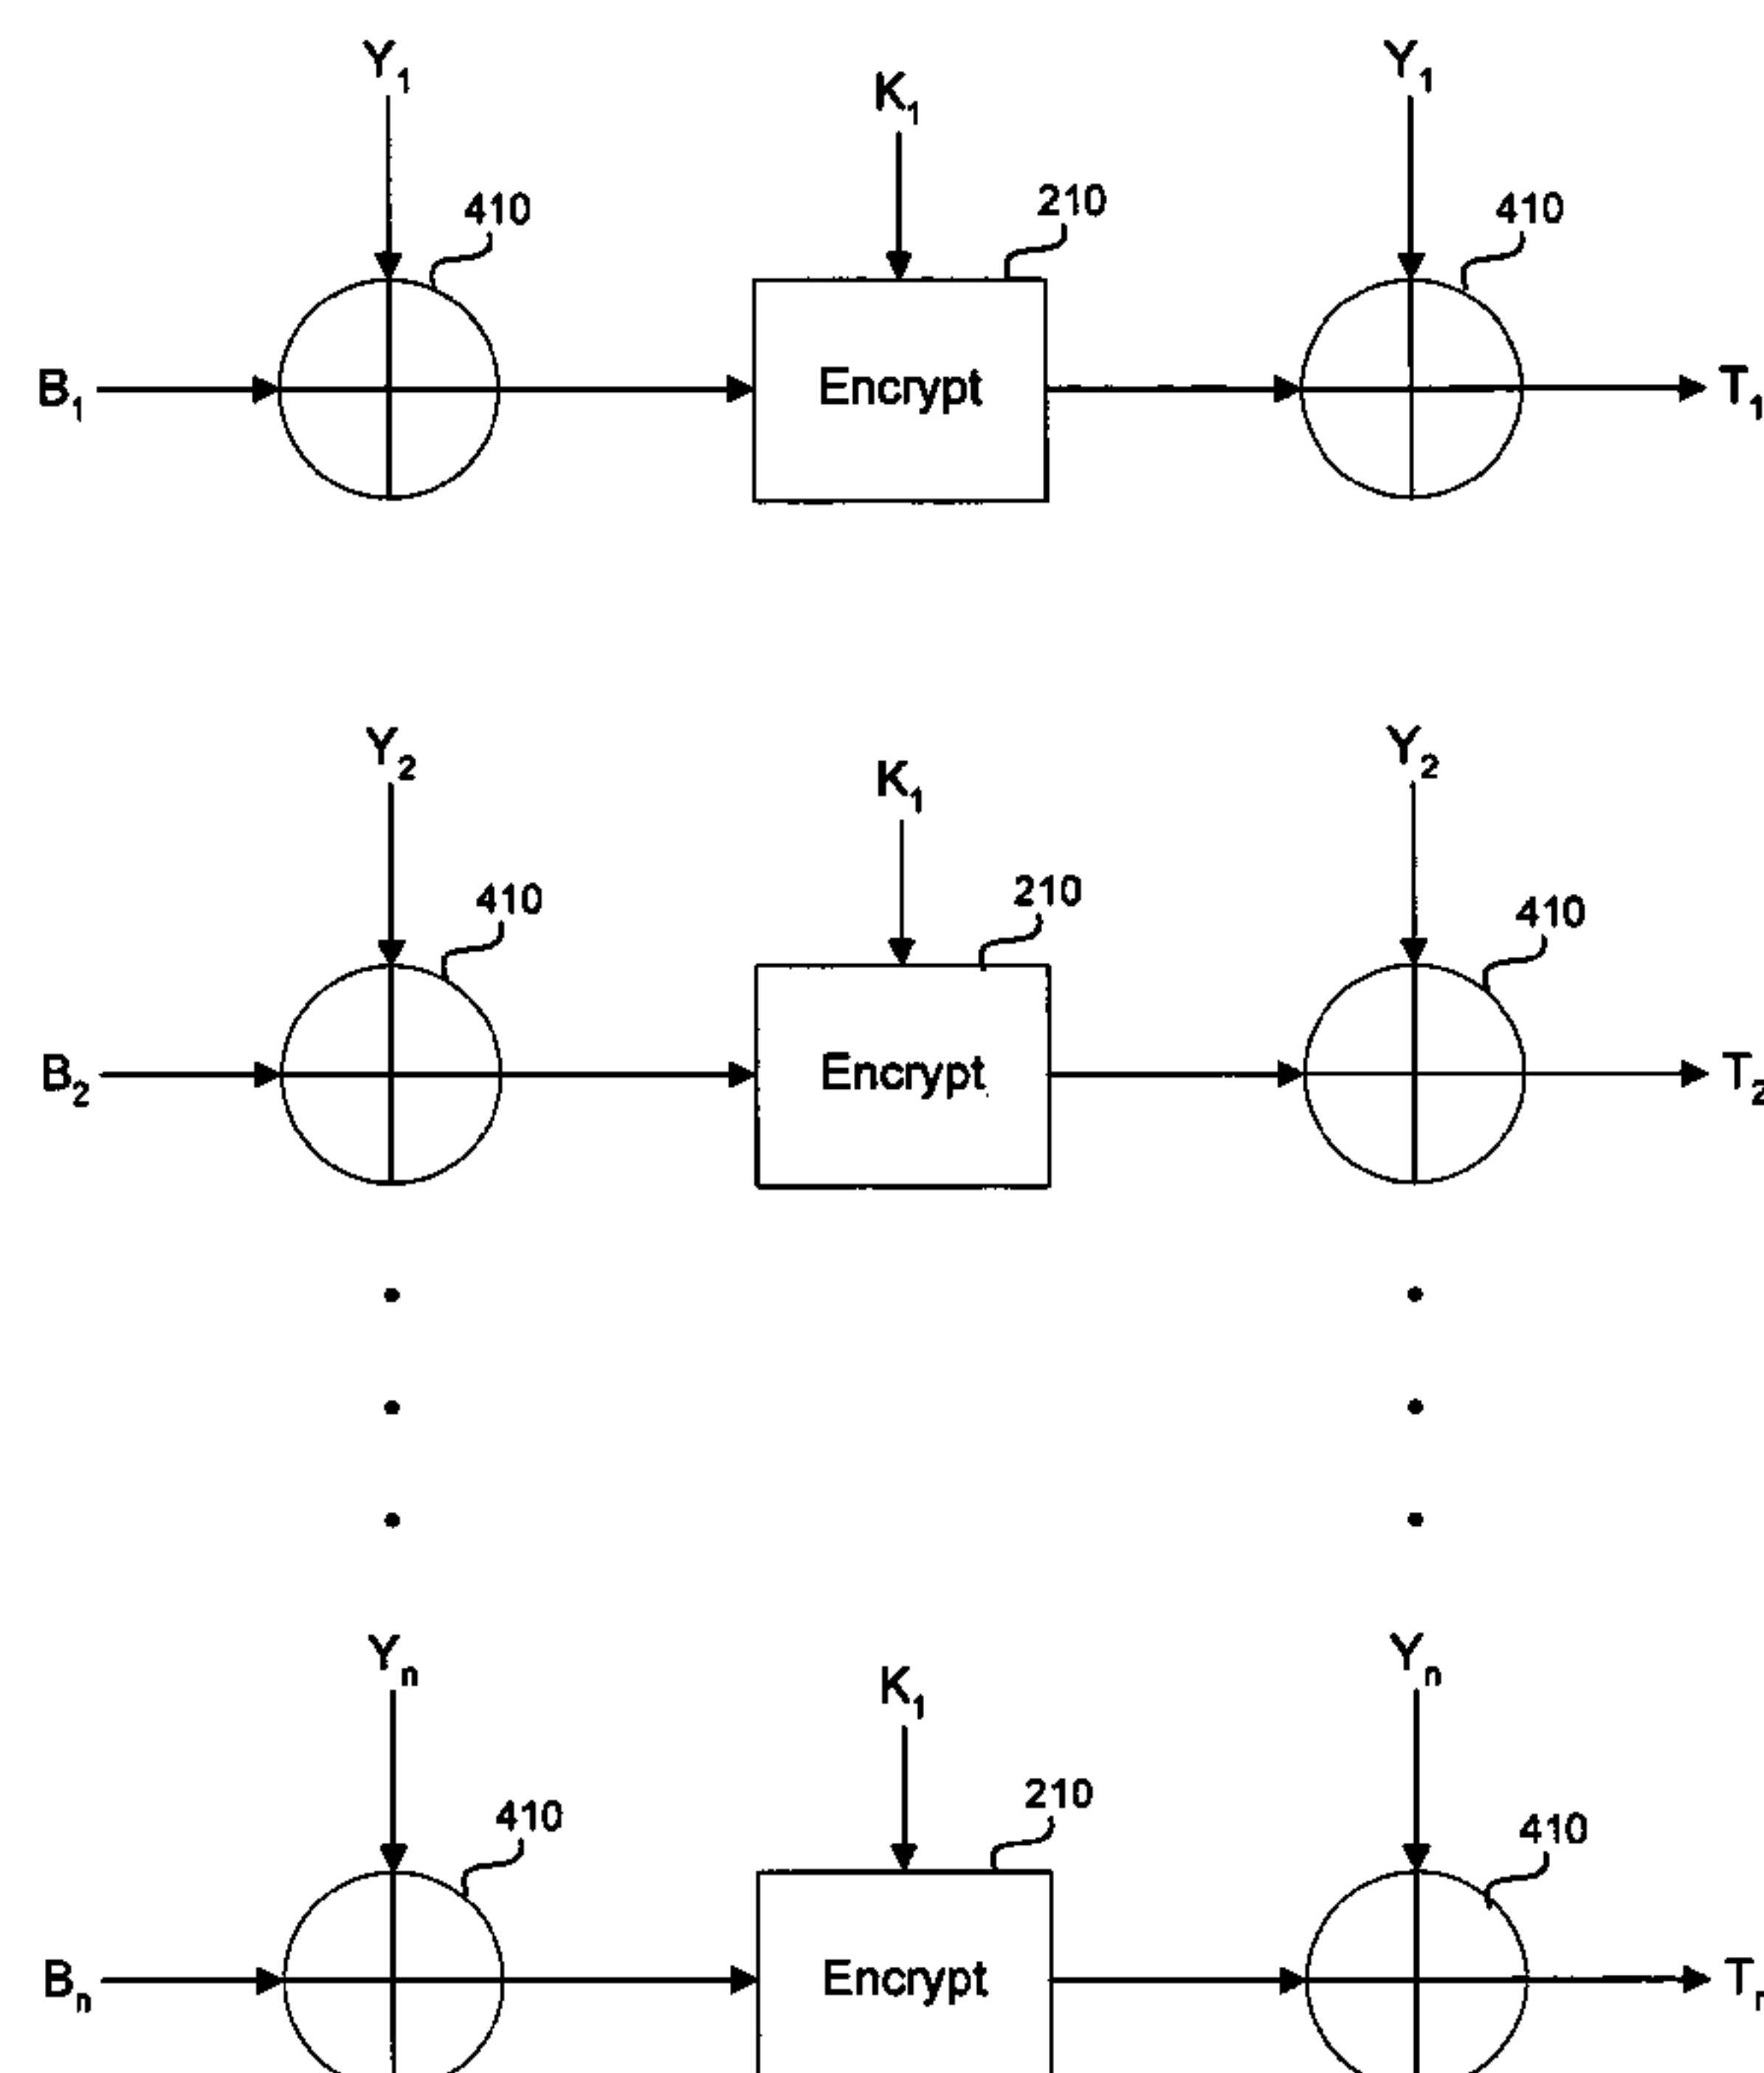 Y₁ K₁ Y₁
410 210 410
B₁ Encrypt T₁
Y₂ K₁ Y₂
410 210 410
B₂ Encrypt T₂
Yₙ K₁ Yₙ
410 210 410
Bₙ Encrypt Tₙ